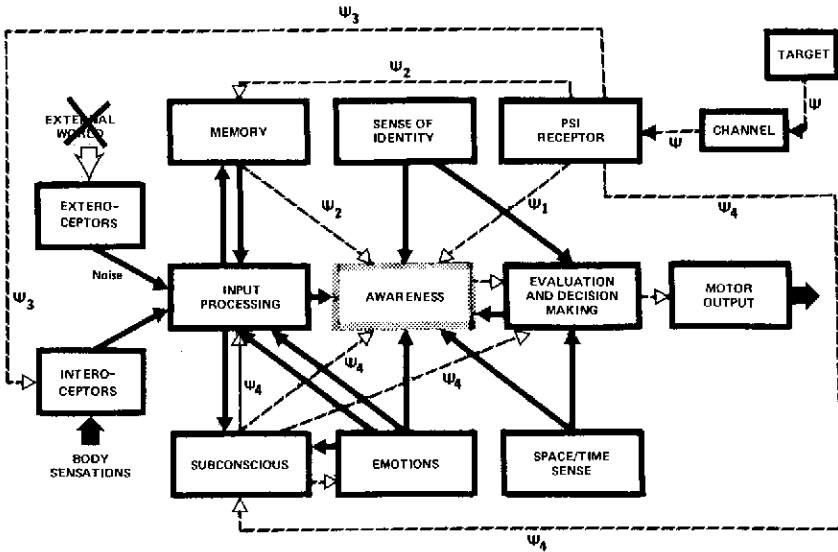 Ψ3
TARGET
Ψ2
EXTERNAL
WORLD
MEMORY
SENSE OF
IDENTITY
PSI
RECEPTOR
Ψ
CHANNEL
Ψ
EXTERO-
CEPTORS
Ψ2
Ψ1
Ψ4
Noise
INPUT
PROCESSING
AWARENESS
EVALUATION
AND DECISION
MAKING
MOTOR
OUTPUT
Ψ3
INTERO-
CEPTORS
Ψ4
Ψ4
Ψ4
BODY
SENSATIONS
SUBCONSCIOUS
EMOTIONS
SPACE/TIME
SENSE
Ψ4